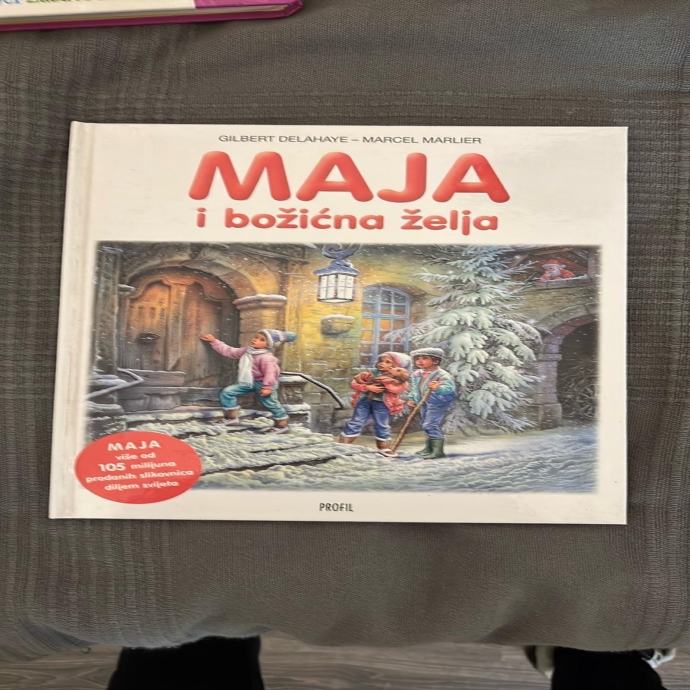 GILBERT DELAHAYE – MARCEL MARLIER
MAJA
i božićna želja
MAJA
više od
105 milijuna
prodanih slikovnica
diljem svijeta
PROFIL